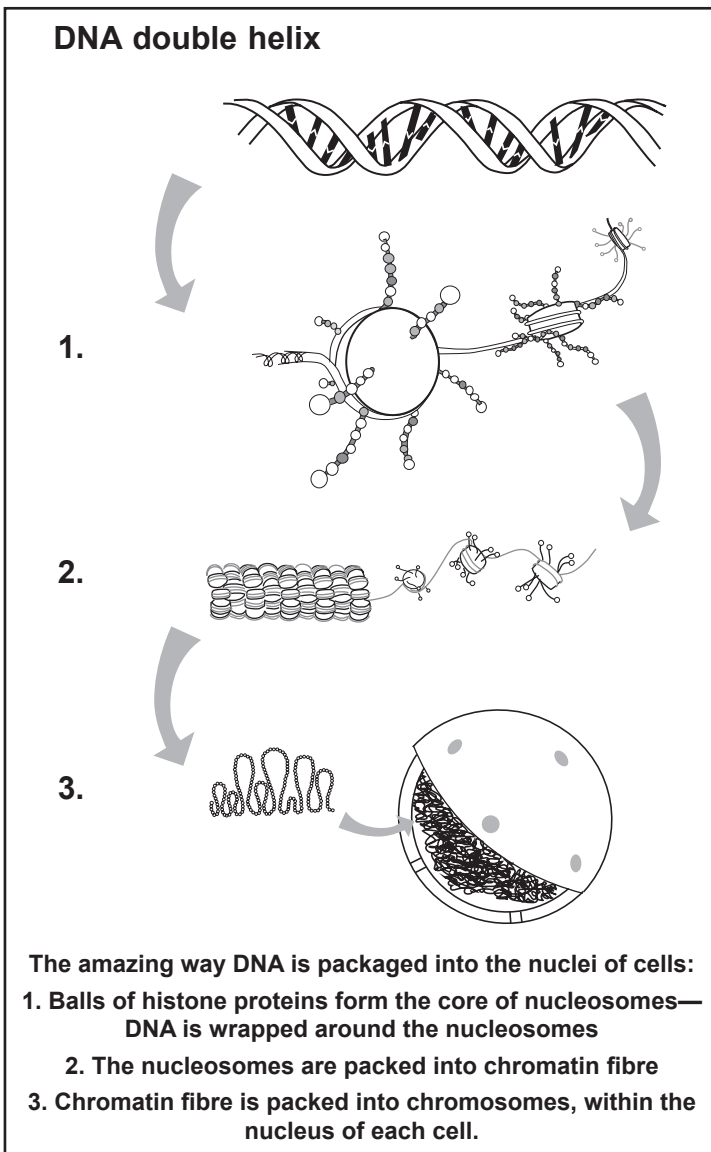 DNA double helix
1.
2.
3.
The amazing way DNA is packaged into the nuclei of cells:
1. Balls of histone proteins form the core of nucleosomes—
DNA is wrapped around the nucleosomes
2. The nucleosomes are packed into chromatin fibre
3. Chromatin fibre is packed into chromosomes, within the
nucleus of each cell.